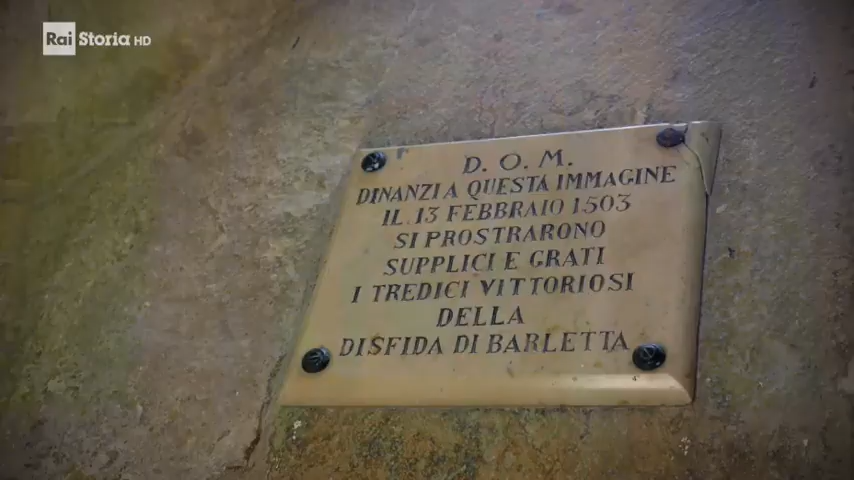 Rai Storia HD
D. O. M.
DINANZI A QUESTA IMMAGINE
IL 13 FEBBRAIO 1503
SI PROSTRARONO
SUPPLICI E GRATI
I TREDICI VITTORIOSI
DELLA
DISFIDA DI BARLETTA